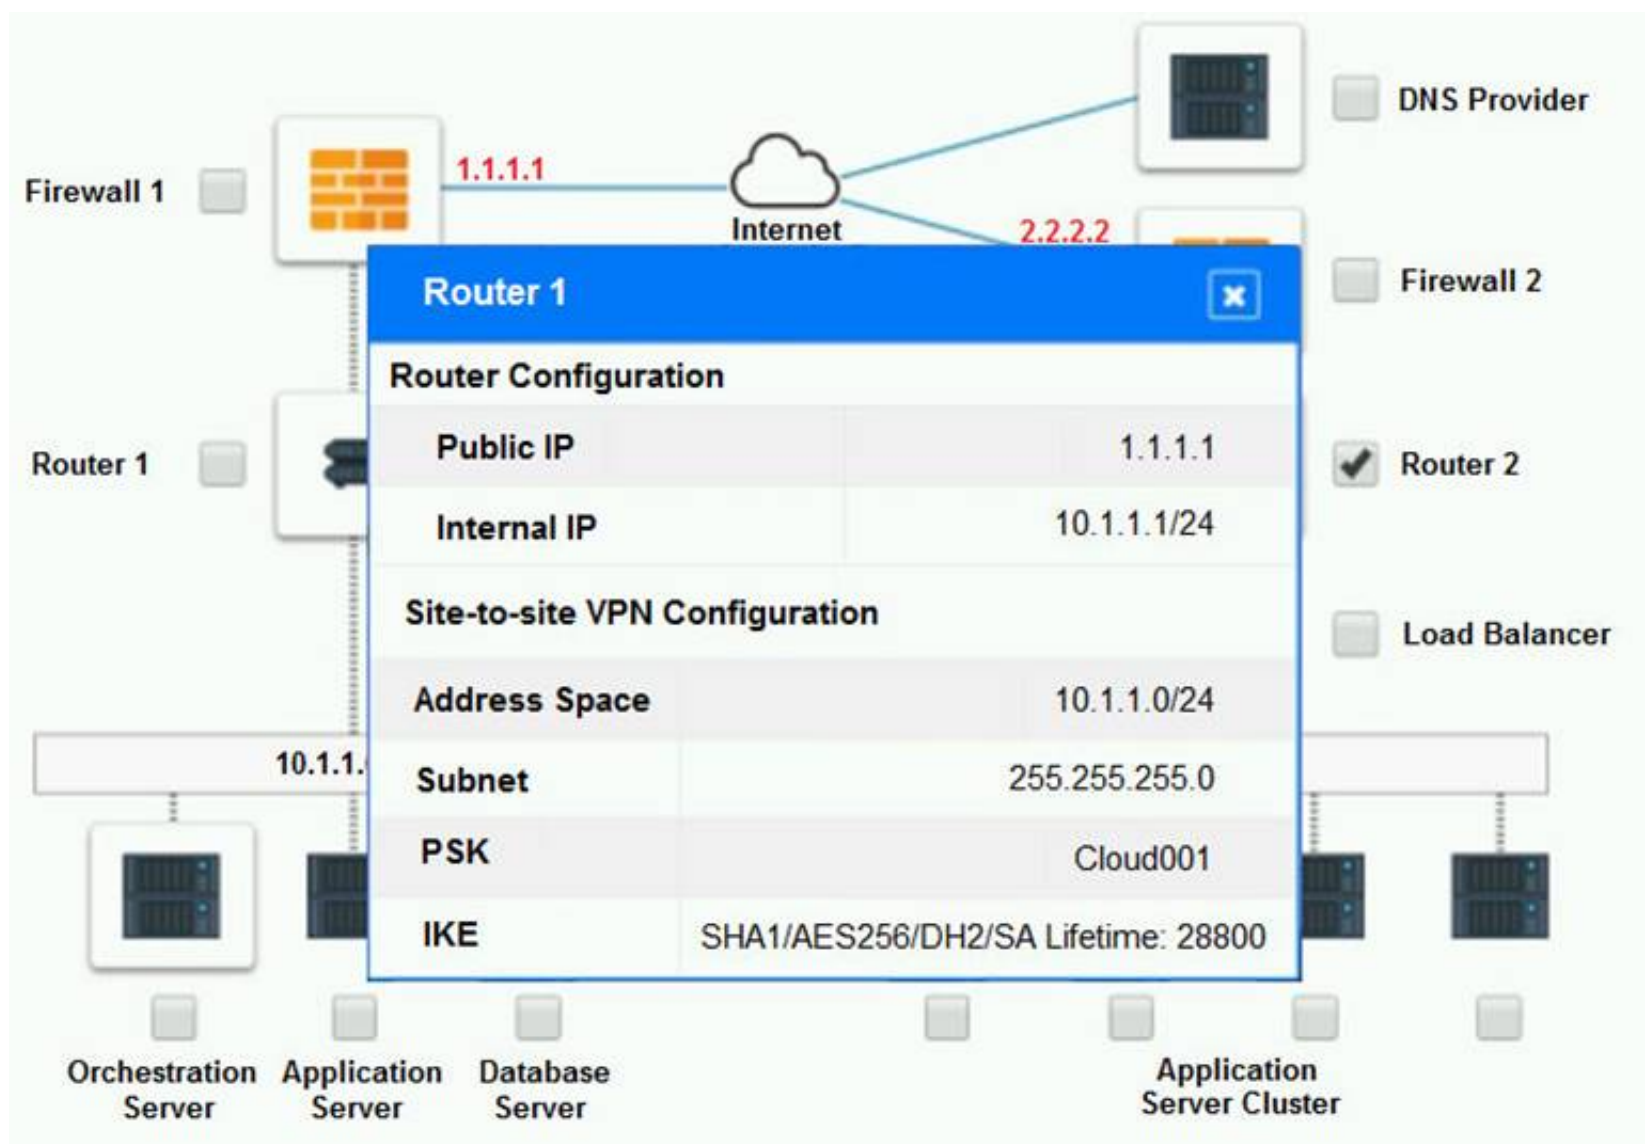 DNS Provider
Firewall 1
1.1.1.1
Internet
2.2.2.2
Firewall 2
Router 1
Router Configuration
Public IP 1.1.1.1
Internal IP 10.1.1.1/24
Router 1
Router 2
Site-to-site VPN Configuration
Load Balancer
Address Space 10.1.1.0/24
10.1.1.
Subnet 255.255.255.0
PSK Cloud001
IKE SHA1/AES256/DH2/SA Lifetime: 28800
Orchestration
Server
Application
Server
Database
Server
Application
Server Cluster